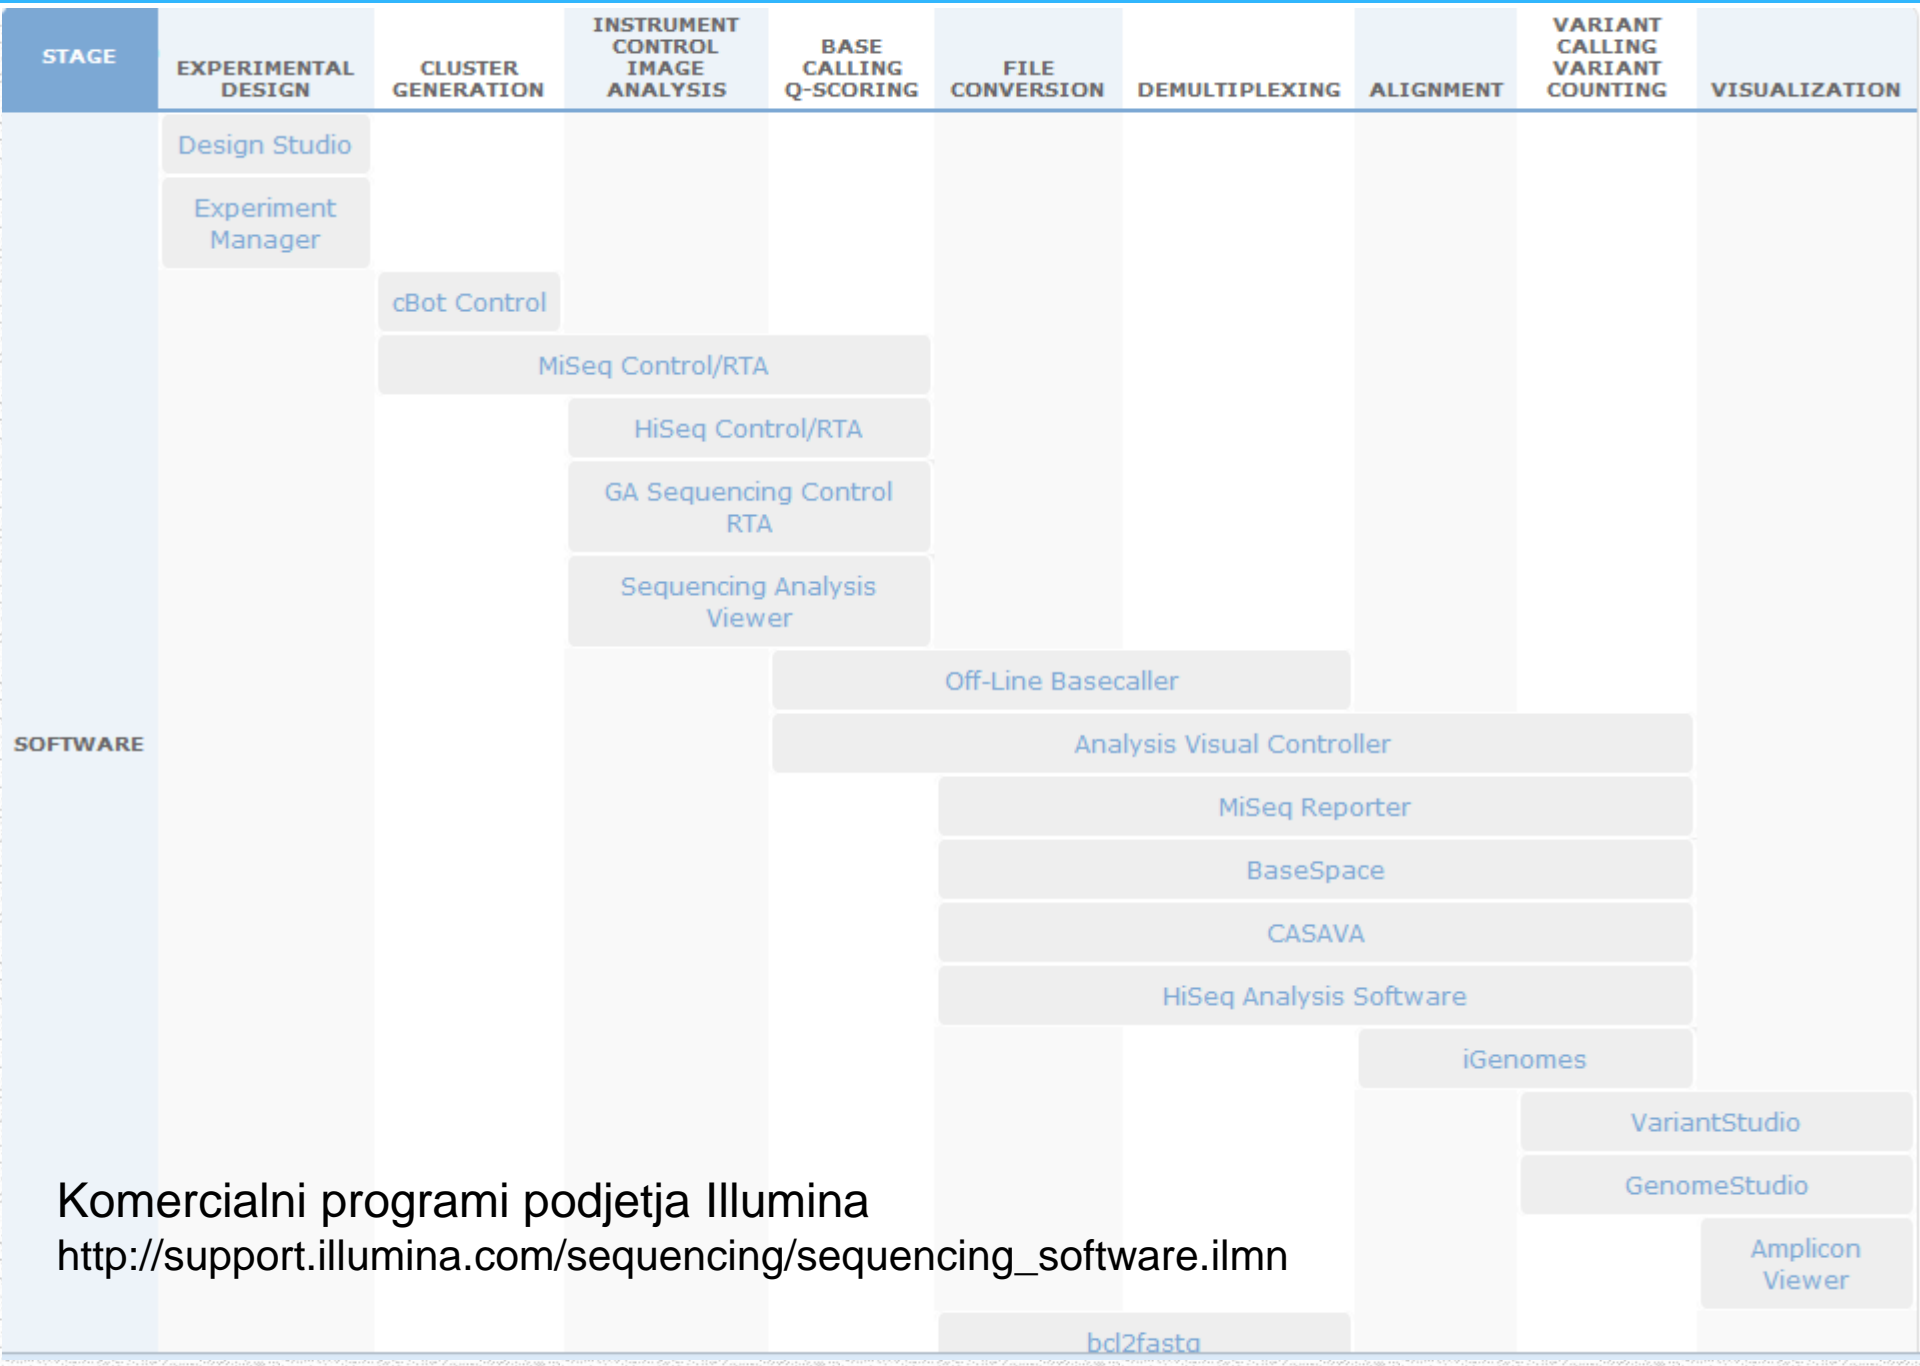 STAGE
EXPERIMENTAL
DESIGN
CLUSTER
GENERATION
INSTRUMENT
CONTROL
IMAGE
ANALYSIS
BASE
CALLING
Q-SCORING
FILE
CONVERSION
DEMULTIPLEXING
ALIGNMENT
VARIANT
CALLING
VARIANT
COUNTING
VISUALIZATION
SOFTWARE
Design Studio
Experiment
Manager
cBot Control
MiSeq Control/RTA
HiSeq Control/RTA
GA Sequencing Control
RTA
Sequencing Analysis
Viewer
Off-Line Basecaller
Analysis Visual Controller
MiSeq Reporter
BaseSpace
CASAVA
HiSeq Analysis Software
iGenomes
VariantStudio
GenomeStudio
Amplicon
Viewer
bcl2fastq
Komercialni programi podjetja Illumina
http://support.illumina.com/sequencing/sequencing_software.ilmn